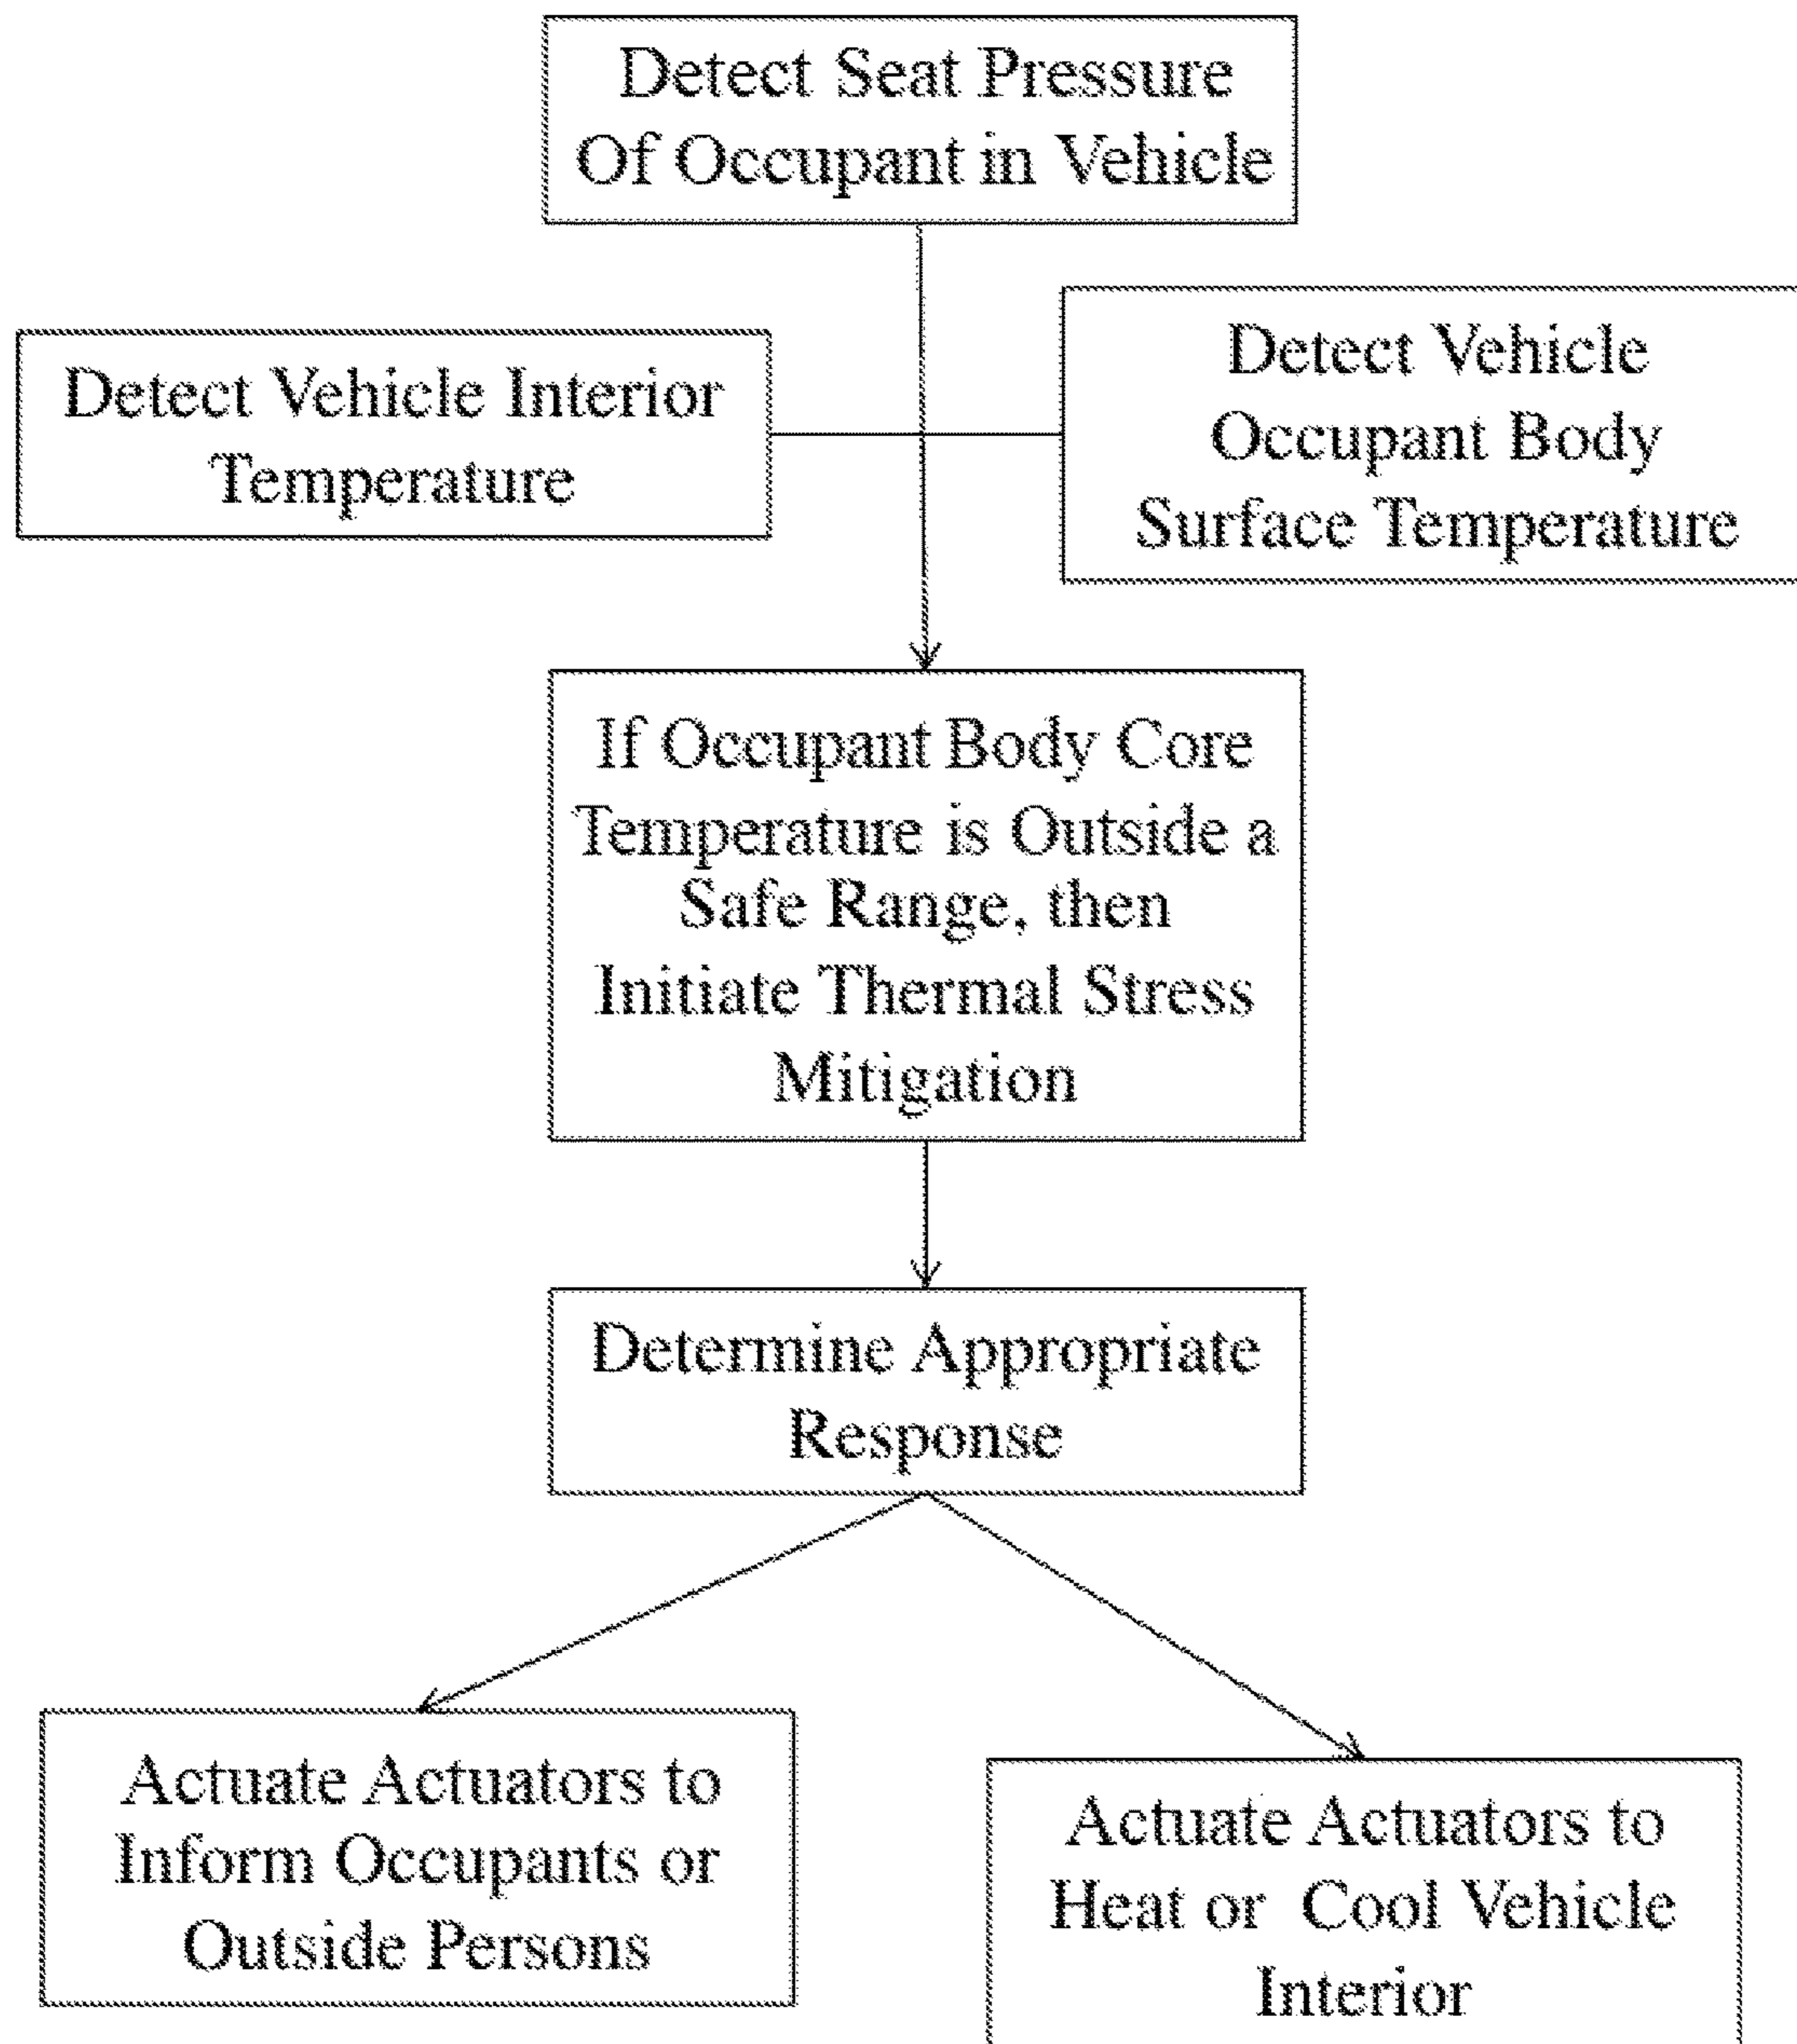 Detect Seat Pressure
Of Occupant in Vehicle
Detect Vehicle Interior
Temperature
Detect Vehicle
Occupant Body
Surface Temperature
If Occupant Body Core
Temperature is Outside a
Safe Range, then
Initiate Thermal Stress
Mitigation
Determine Appropriate
Response
Actuate Actuators to
Inform Occupants or
Outside Persons
Actuate Actuators to
Heat or Cool Vehicle
Interior